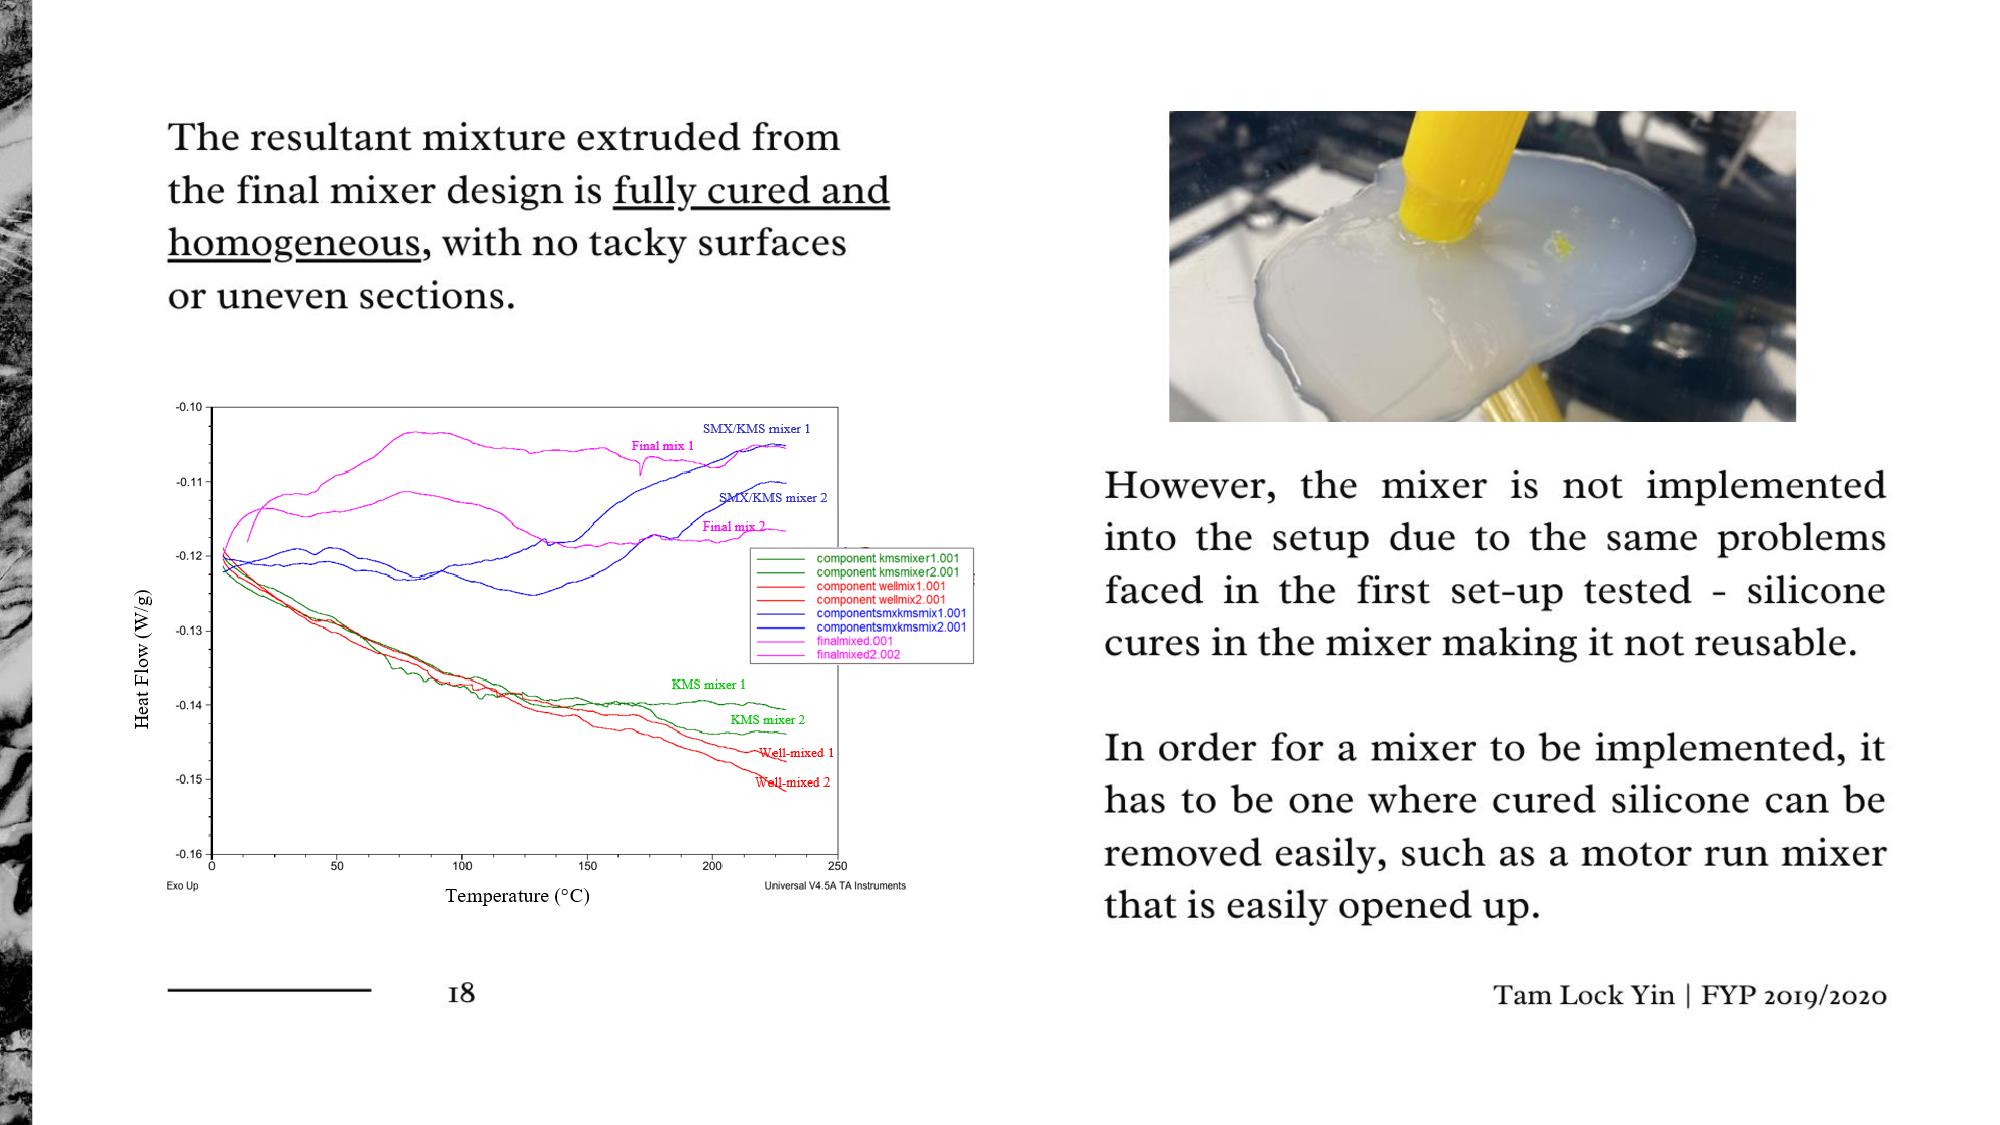 The resultant mixture extruded from
the final mixer design is fully cured and
homogeneous, with no tacky surfaces
or uneven sections.
-0.10
-0.11
-0.12
-0.13
-0.14
-0.15
-0.16
Heat Flow (W/g)
SMX/KMS mixer 1
Final mix 1
SMX/KMS mixer 2
Final mix 2
component kmsmixer1.001
component kmsmixer2.001
component wellmix1.001
component wellmix2.001
componentsmxkmsmix1.001
componentsmxkmsmix2.001
finalmixed.001
finalmixed2.002
KMS mixer 1
KMS mixer 2
Well-mixed 1
Well-mixed 2
0 50 100 150 200 250
Exo Up
Temperature (°C)
Universal V4.5A TA Instruments
However, the mixer is not implemented
into the setup due to the same problems
faced in the first set-up tested - silicone
cures in the mixer making it not reusable.
In order for a mixer to be implemented, it
has to be one where cured silicone can be
removed easily, such as a motor run mixer
that is easily opened up.
18
Tam Lock Yin | FYP 2019/2020